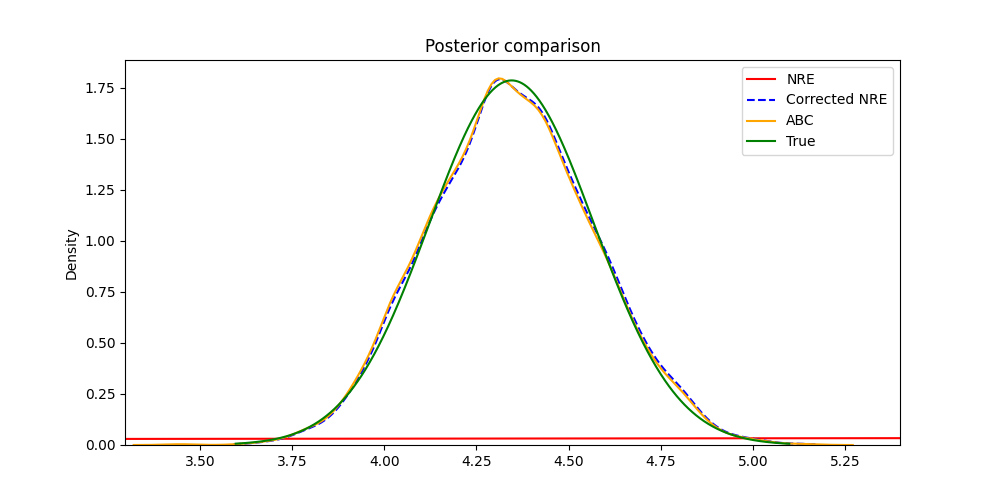 Posterior comparison
NRE
Corrected NRE
ABC
True
Density
1.75
1.50
1.25
1.00
0.75
0.50
0.25
0.00
3.50 3.75 4.00 4.25 4.50 4.75 5.00 5.25